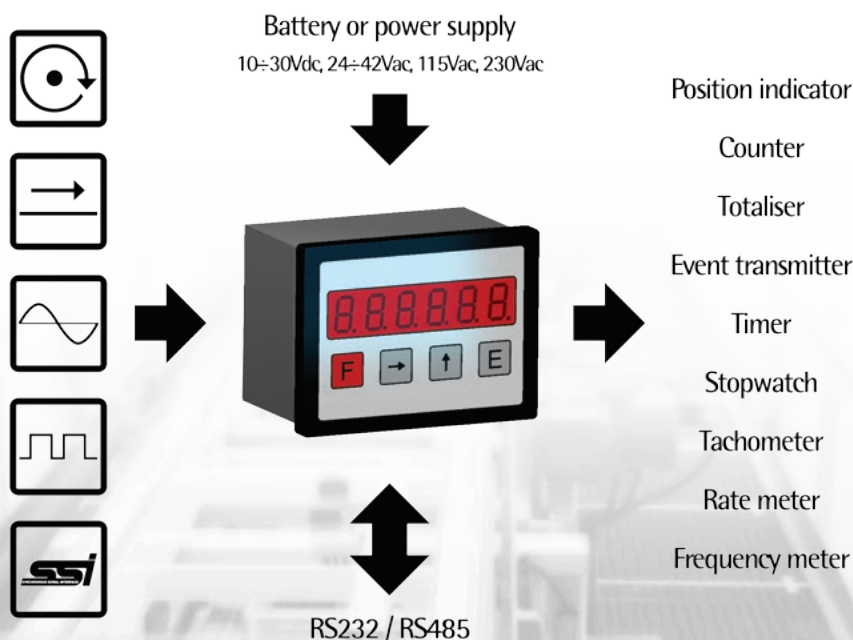 Battery or power supply
10÷30Vdc, 24÷42Vac, 115Vac, 230Vac
Position indicator
Counter
Totaliser
Event transmitter
Timer
Stopwatch
Tachometer
Rate meter
Frequency meter
8.8.8.8.8.8.
F → ↑ E
ssi
RS232 / RS485